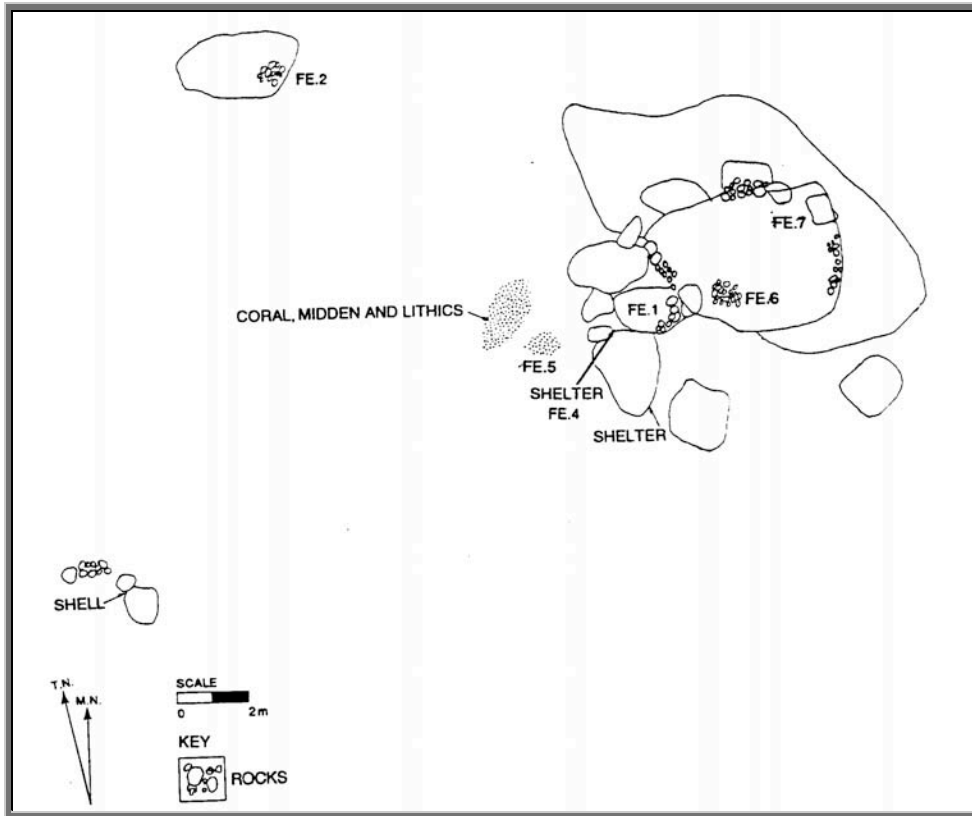 FE.2
FE.7
FE.6
FE.1
CORAL, MIDDEN AND LITHICS
FE.5
SHELTER
FE.4
SHELTER
SHELL
T.N.
M.N.
SCALE
0 2m
KEY
ROCKS